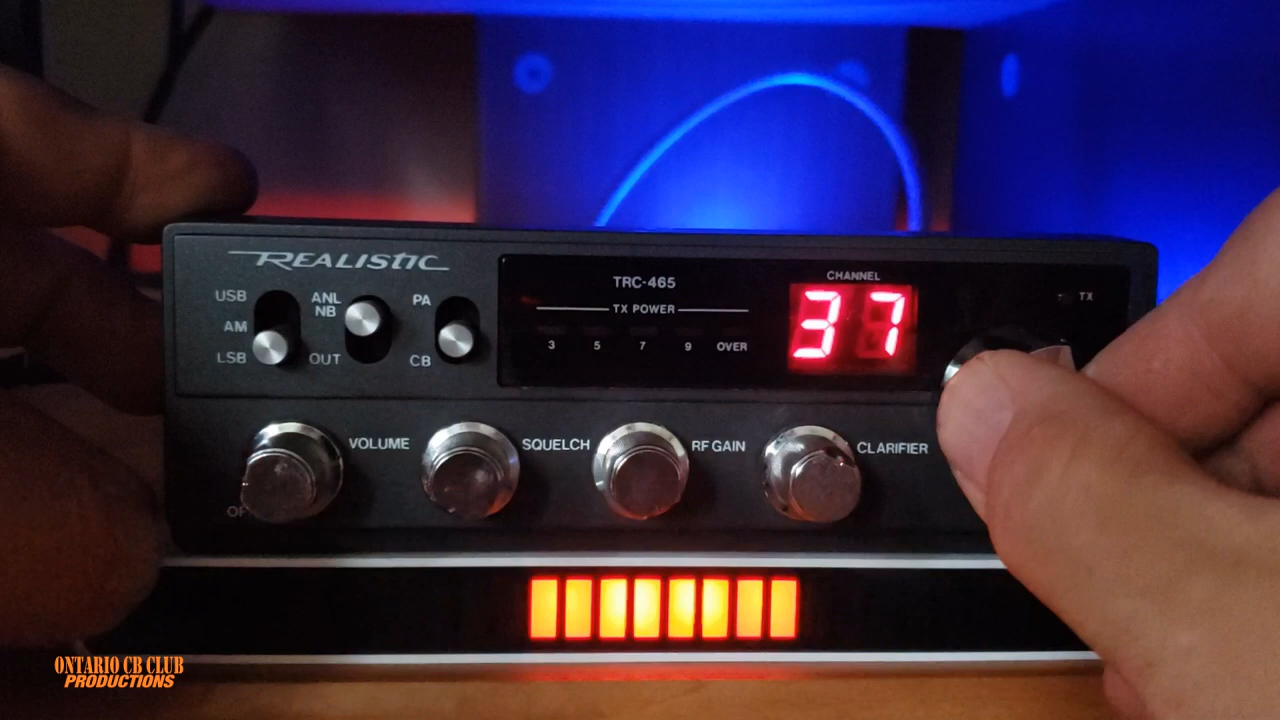 REALISTIC
TRC-465
CHANNEL
37
TX
USB
AM
LSB
ANL
NB
OUT
PA
CB
TX POWER
3 5 7 9 OVER
VOLUME
SQUELCH
RF GAIN
CLARIFIER
ONTARIO CB CLUB
PRODUCTIONS